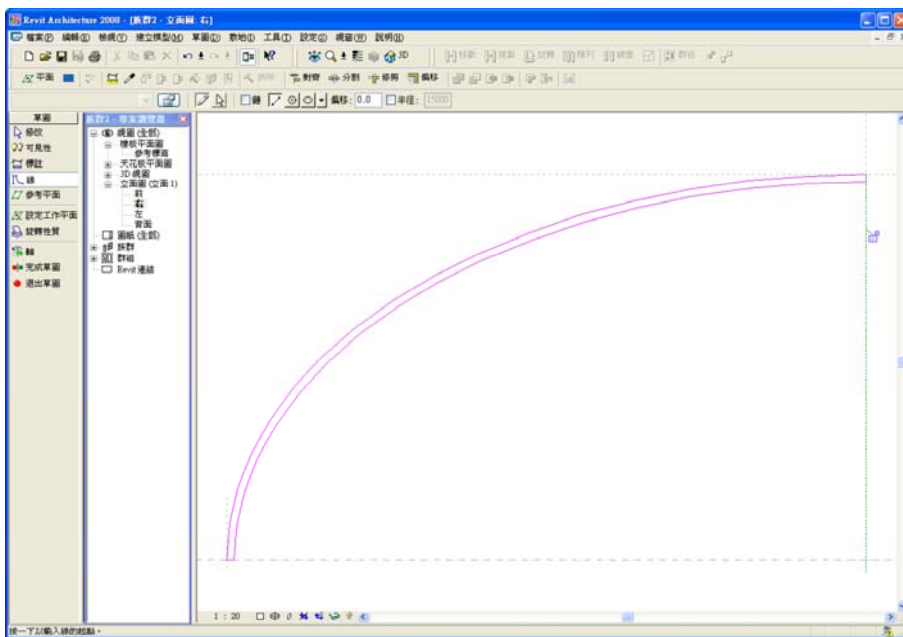 Revit Architecture 2008 - [族群2 - 立面圖: 右]
檔案(F) 編輯(E) 檢視(V) 建立模型(M) 草圖(D) 敷地(I) 工具(T) 設定(S) 視窗(W) 說明(H)
3D
平面 對齊 分割 修剪 偏移
鏈 偏移: 0.0 半徑: 15000
草圖
族群2 - 專案瀏覽器
修改
可見性
標註
線
參考平面
設定工作平面
旋轉性質
軸
完成草圖
退出草圖
視圖 (全部)
樓板平面圖
參考樓層
天花板平面圖
3D 視圖
立面圖 (立面 1)
前
右
左
背面
圖紙 (全部)
族群
群組
Revit 連結
1 : 20
按一下以輸入線的起點。